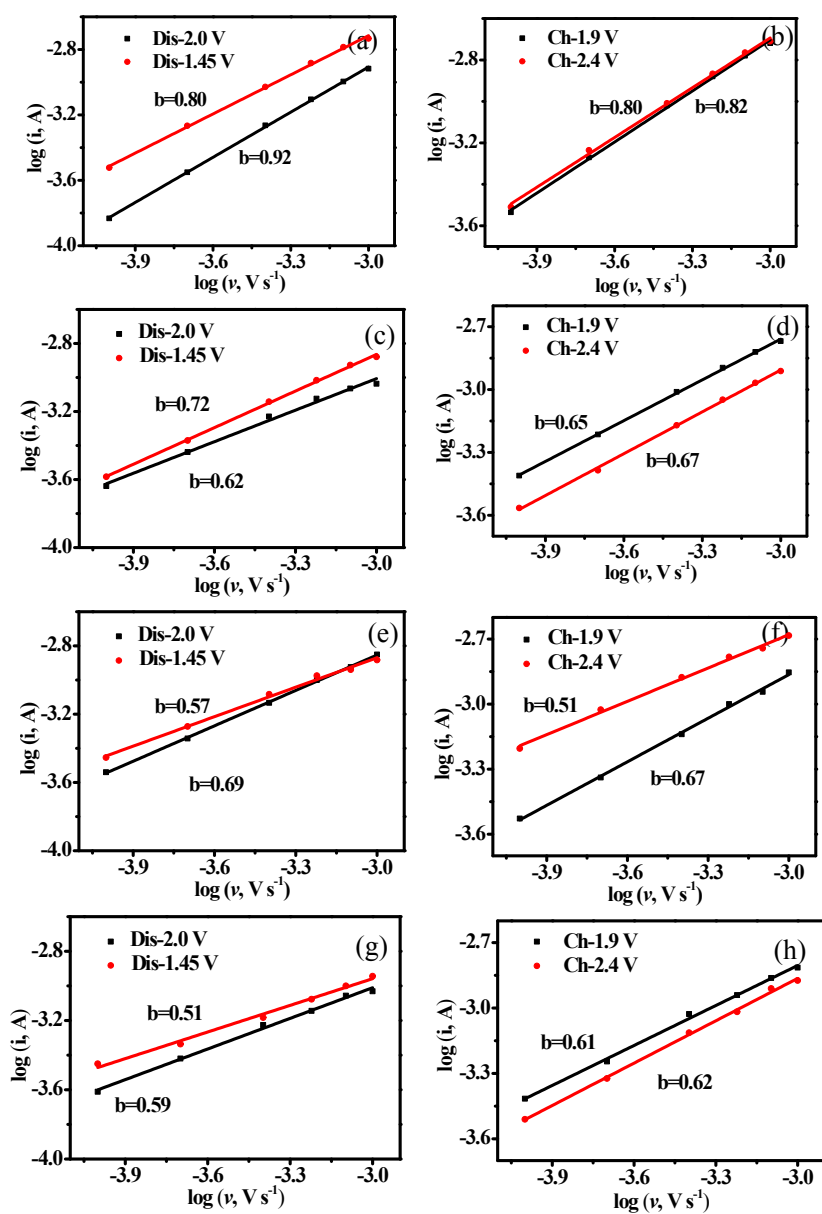 Dis-2.0 V
Dis-1.45 V
(a)
b=0.80
b=0.92
-2.8
-3.2
-3.6
-4.0
log (i, A)
-3.9 -3.6 -3.3 -3.0
log (v, V s⁻¹)
Ch-1.9 V
Ch-2.4 V
(b)
b=0.80
b=0.82
-2.8
-3.2
-3.6
log (i, A)
-3.9 -3.6 -3.3 -3.0
log (v, V s⁻¹)
Dis-2.0 V
Dis-1.45 V
(c)
b=0.72
b=0.62
-2.8
-3.2
-3.6
-4.0
log (i, A)
-3.9 -3.6 -3.3 -3.0
log (v, V s⁻¹)
Ch-1.9 V
Ch-2.4 V
(d)
b=0.65
b=0.67
-2.7
-3.0
-3.3
-3.6
log (i, A)
-3.9 -3.6 -3.3 -3.0
log (v, V s⁻¹)
Dis-2.0 V
Dis-1.45 V
(e)
b=0.57
b=0.69
-2.8
-3.2
-3.6
-4.0
log (i, A)
-3.9 -3.6 -3.3 -3.0
log (v, V s⁻¹)
Ch-1.9 V
Ch-2.4 V
(f)
b=0.51
b=0.67
-2.7
-3.0
-3.3
-3.6
log (i, A)
-3.9 -3.6 -3.3 -3.0
log (v, V s⁻¹)
Dis-2.0 V
Dis-1.45 V
(g)
b=0.51
b=0.59
-2.8
-3.2
-3.6
-4.0
log (i, A)
-3.9 -3.6 -3.3 -3.0
log (v, V s⁻¹)
Ch-1.9 V
Ch-2.4 V
(h)
b=0.61
b=0.62
-2.7
-3.0
-3.3
-3.6
log (i, A)
-3.9 -3.6 -3.3 -3.0
log (v, V s⁻¹)